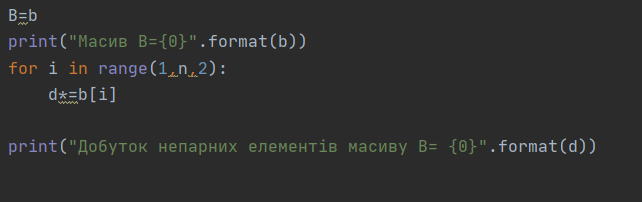 B=b
print("Масив B={0}".format(b))
for i in range(1,n,2):
    d*=b[i]
print("Добуток непарних елементів масиву B= {0}".format(d))